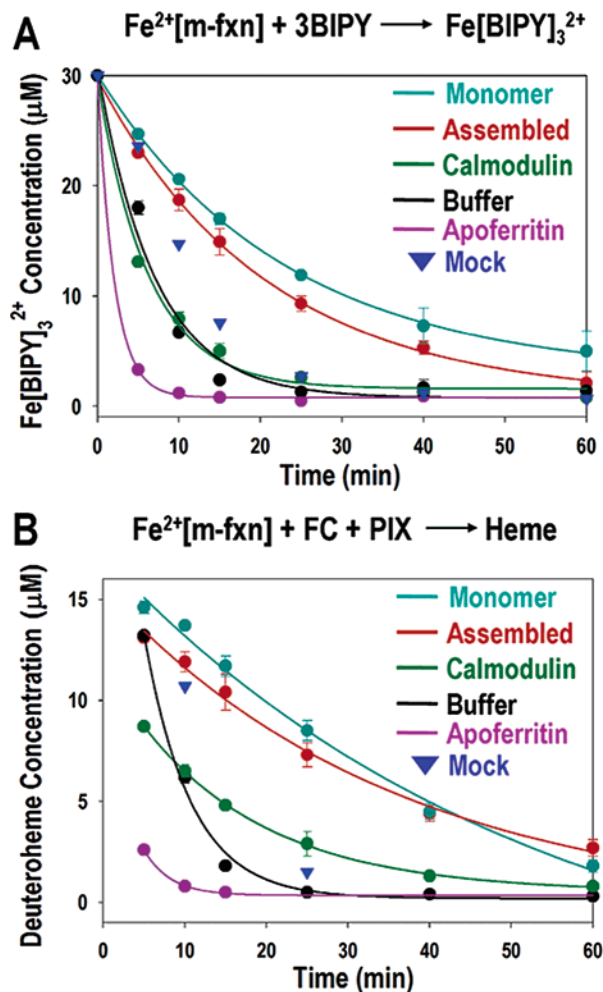 A
Fe²⁺[m-fxn] + 3BIPY ⟶ Fe[BIPY]₃²⁺
Fe[BIPY]₃²⁺ Concentration (μM)
30
20
10
0
Monomer
Assembled
Calmodulin
Buffer
Apoferritin
Mock
0 10 20 30 40 50 60
Time (min)
B
Fe²⁺[m-fxn] + FC + PIX ⟶ Heme
Deuteroheme Concentration (μM)
15
10
5
0
Monomer
Assembled
Calmodulin
Buffer
Apoferritin
Mock
0 10 20 30 40 50 60
Time (min)